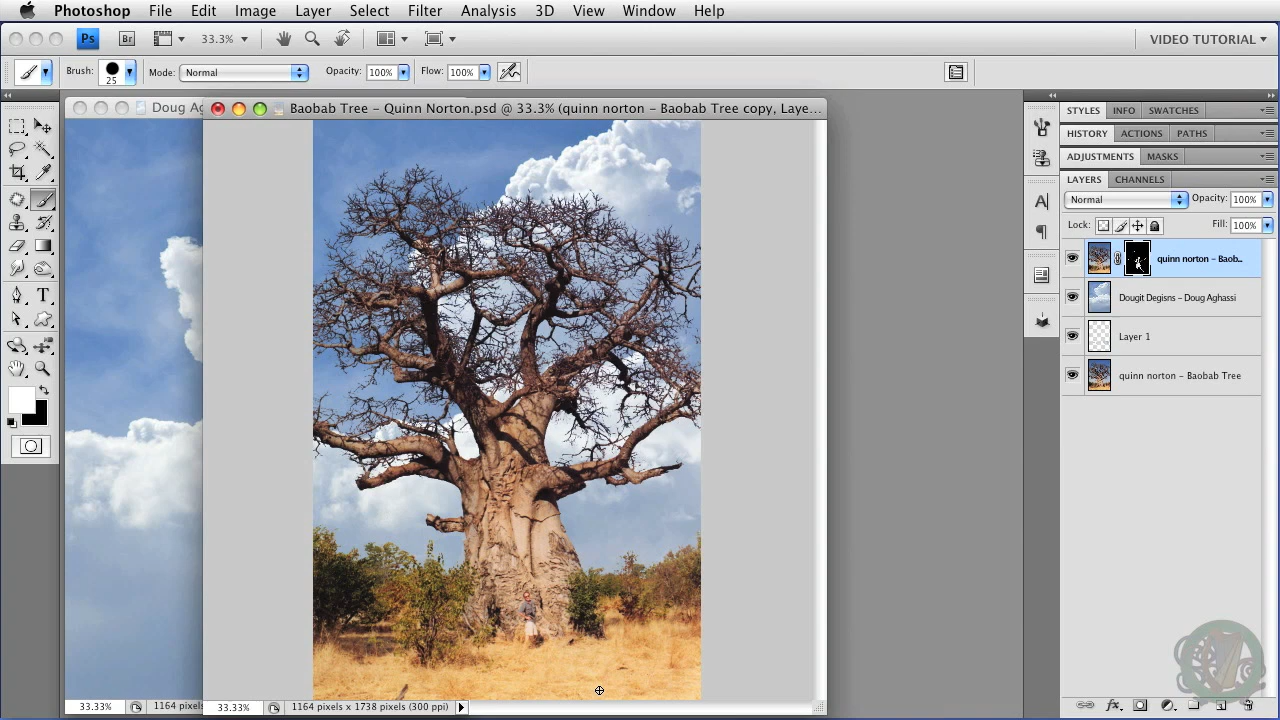 Photoshop File Edit Image Layer Select Filter Analysis 3D View Window Help
Ps Br 33.3% VIDEO TUTORIAL
Brush: 25 Mode: Normal Opacity: 100% Flow: 100%
Doug Ag
Baobab Tree – Quinn Norton.psd @ 33.3% (quinn norton – Baobab Tree copy, Laye...
STYLES INFO SWATCHES
HISTORY ACTIONS PATHS
ADJUSTMENTS MASKS
LAYERS CHANNELS
Normal Opacity: 100%
Lock: Fill: 100%
quinn norton – Baob...
Dougit Degisns – Doug Aghassi
Layer 1
quinn norton – Baobab Tree
A
T
fx
33.33% 1164 pixels
33.33% 1164 pixels x 1738 pixels (300 ppi)